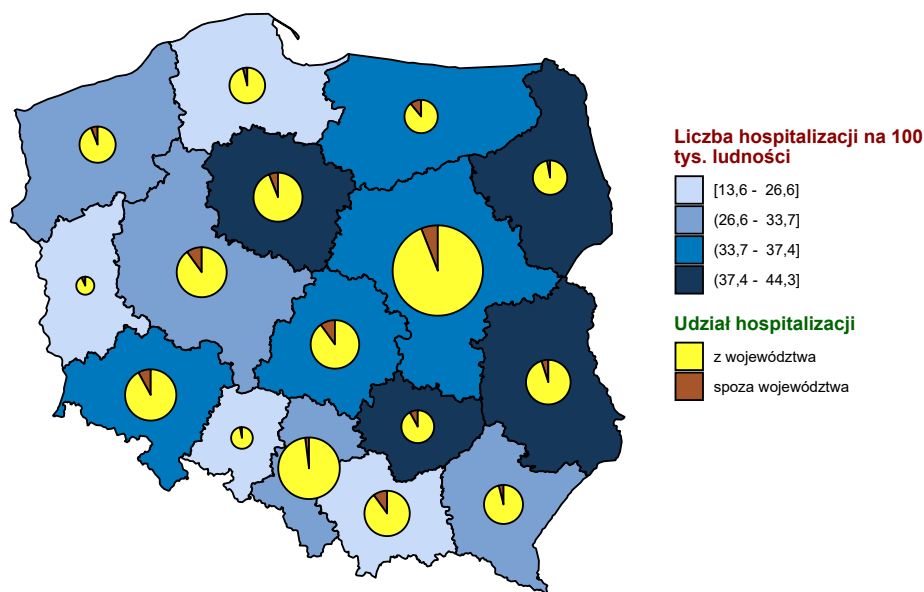 Liczba hospitalizacji na 100
tys. ludności
[13,6 - 26,6]
(26,6 - 33,7]
(33,7 - 37,4]
(37,4 - 44,3]
Udział hospitalizacji
z województwa
spoza województwa